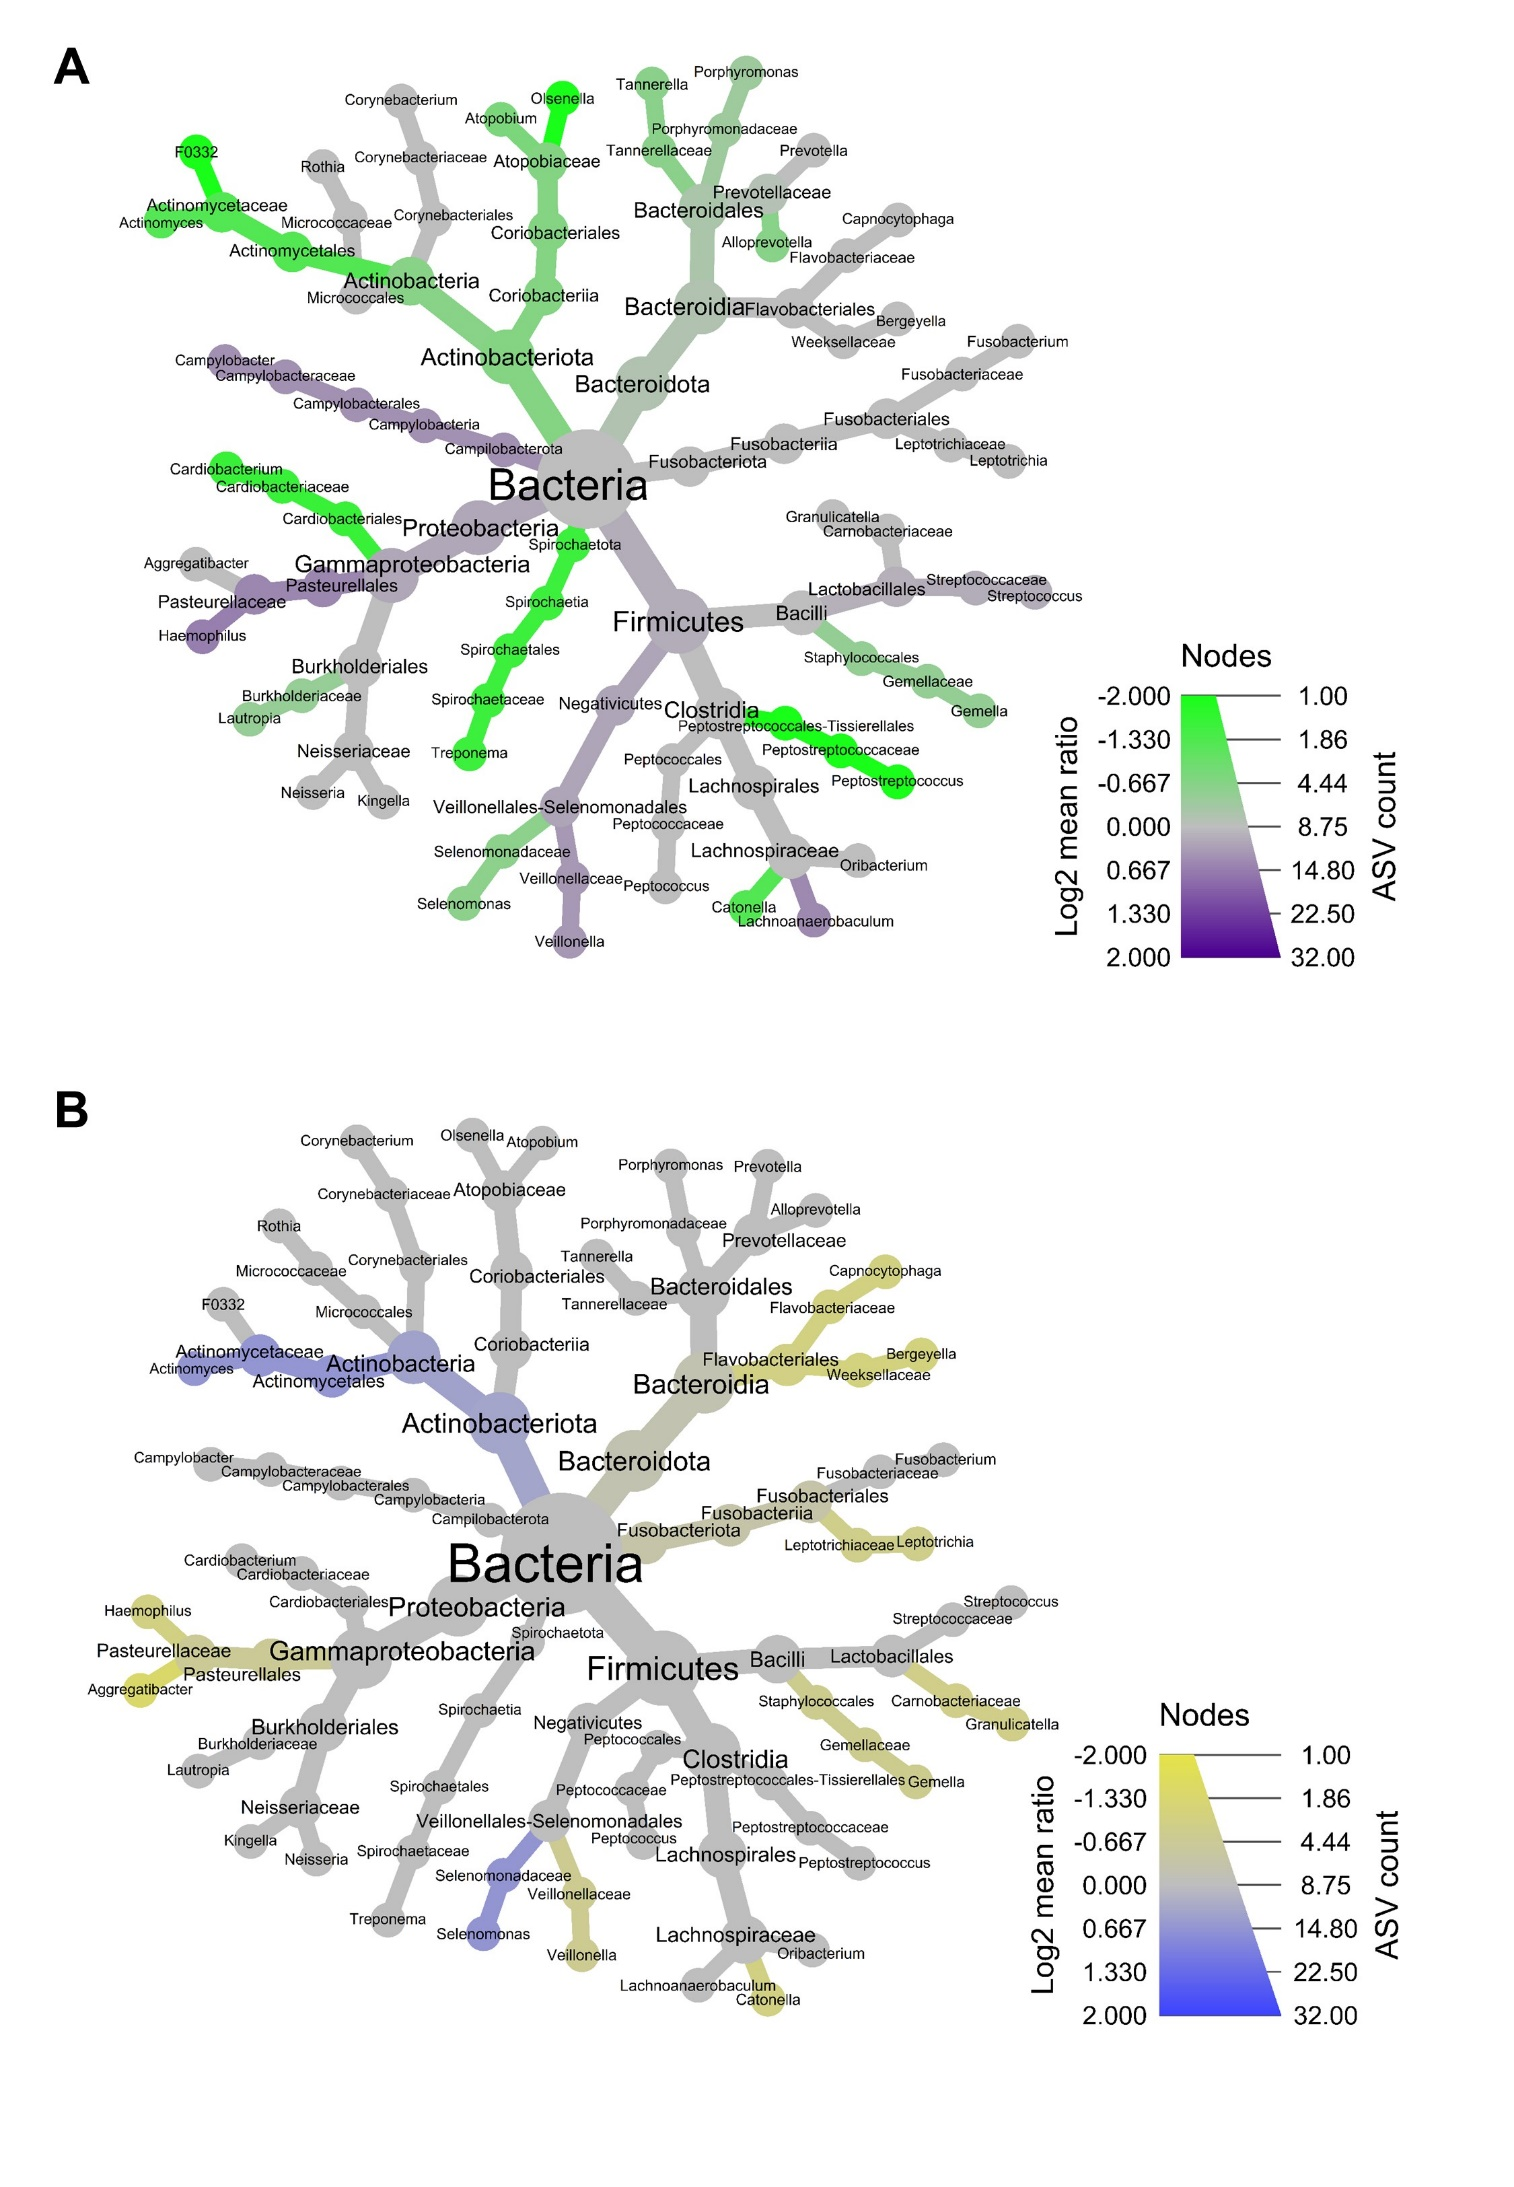 A
Porphyromonas
Tannerella
Olsenella
Corynebacterium
Atopobium
Porphyromonadaceae
Tannerellaceae
Prevotella
F0332
Rothia
Corynebacteriaceae
Atopobiaceae
Prevotellaceae
Actinomycetaceae
Actinomyces
Micrococcaceae
Corynebacteriales
Bacteroidales
Capnocytophaga
Coriobacteriales
Alloprevotella
Actinomycetales
Flavobacteriaceae
Actinobacteria
Micrococcales
Coriobacteriia
Bacteroidia
Flavobacteriales
Bergeyella
Weeksellaceae
Fusobacterium
Campylobacter
Actinobacteriota
Campylobacteraceae
Bacteroidota
Fusobacteriaceae
Campylobacterales
Campylobacteria
Fusobacteriales
Campilobacterota
Fusobacteriia
Leptotrichiaceae
Fusobacteriota
Leptotrichia
Cardiobacterium
Cardiobacteriaceae
Bacteria
Cardiobacteriales
Proteobacteria
Granulicatella
Carnobacteriaceae
Spirochaetota
Aggregatibacter
Gammaproteobacteria
Pasteurellales
Pasteurellaceae
Lactobacillales
Streptococcaceae
Streptococcus
Spirochaetia
Haemophilus
Firmicutes
Bacilli
Spirochaetales
Staphylococcales
Burkholderiales
Gemellaceae
Burkholderiaceae
Spirochaetaceae
Negativicutes
Clostridia
Gemella
Lautropia
Peptostreptococcales-Tissierellales
Neisseriaceae
Treponema
Peptococcales
Peptostreptococcaceae
Lachnospirales
Peptostreptococcus
Neisseria
Kingella
Veillonellales-Selenomonadales
Peptococcaceae
Selenomonadaceae
Lachnospiraceae
Oribacterium
Veillonellaceae
Peptococcus
Selenomonas
Catonella
Lachnoanaerobaculum
Veillonella
Nodes
-2.000 1.00
-1.330 1.86
-0.667 4.44
0.000 8.75
0.667 14.80
1.330 22.50
2.000 32.00
Log2 mean ratio
ASV count
B
Corynebacterium
Olsenella
Atopobium
Porphyromonas
Prevotella
Corynebacteriaceae
Atopobiaceae
Alloprevotella
Rothia
Porphyromonadaceae
Prevotellaceae
Micrococcaceae
Corynebacteriales
Coriobacteriales
Tannerella
Bacteroidales
Capnocytophaga
F0332
Micrococcales
Tannerellaceae
Flavobacteriaceae
Actinomycetaceae
Actinomyces
Actinobacteria
Actinomycetales
Coriobacteriia
Flavobacteriales
Bergeyella
Weeksellaceae
Bacteroidia
Actinobacteriota
Campylobacter
Campylobacteraceae
Campylobacterales
Campylobacteria
Campilobacterota
Bacteroidota
Fusobacterium
Fusobacteriaceae
Fusobacteriales
Fusobacteriia
Fusobacteriota
Leptotrichiaceae
Leptotrichia
Cardiobacterium
Cardiobacteriaceae
Bacteria
Cardiobacteriales
Proteobacteria
Haemophilus
Streptococcus
Streptococcaceae
Spirochaetota
Pasteurellaceae
Gammaproteobacteria
Pasteurellales
Aggregatibacter
Firmicutes
Bacilli
Lactobacillales
Staphylococcales
Carnobacteriaceae
Granulicatella
Spirochaetia
Negativicutes
Burkholderiales
Burkholderiaceae
Peptococcales
Gemellaceae
Clostridia
Lautropia
Peptostreptococcales-Tissierellales
Gemella
Spirochaetales
Peptococcaceae
Neisseriaceae
Veillonellales-Selenomonadales
Kingella
Peptococcus
Peptostreptococcaceae
Neisseria
Spirochaetaceae
Lachnospirales
Peptostreptococcus
Selenomonadaceae
Veillonellaceae
Treponema
Selenomonas
Lachnospiraceae
Veillonella
Oribacterium
Lachnoanaerobaculum
Catonella
Nodes
-2.000 1.00
-1.330 1.86
-0.667 4.44
0.000 8.75
0.667 14.80
1.330 22.50
2.000 32.00
Log2 mean ratio
ASV count